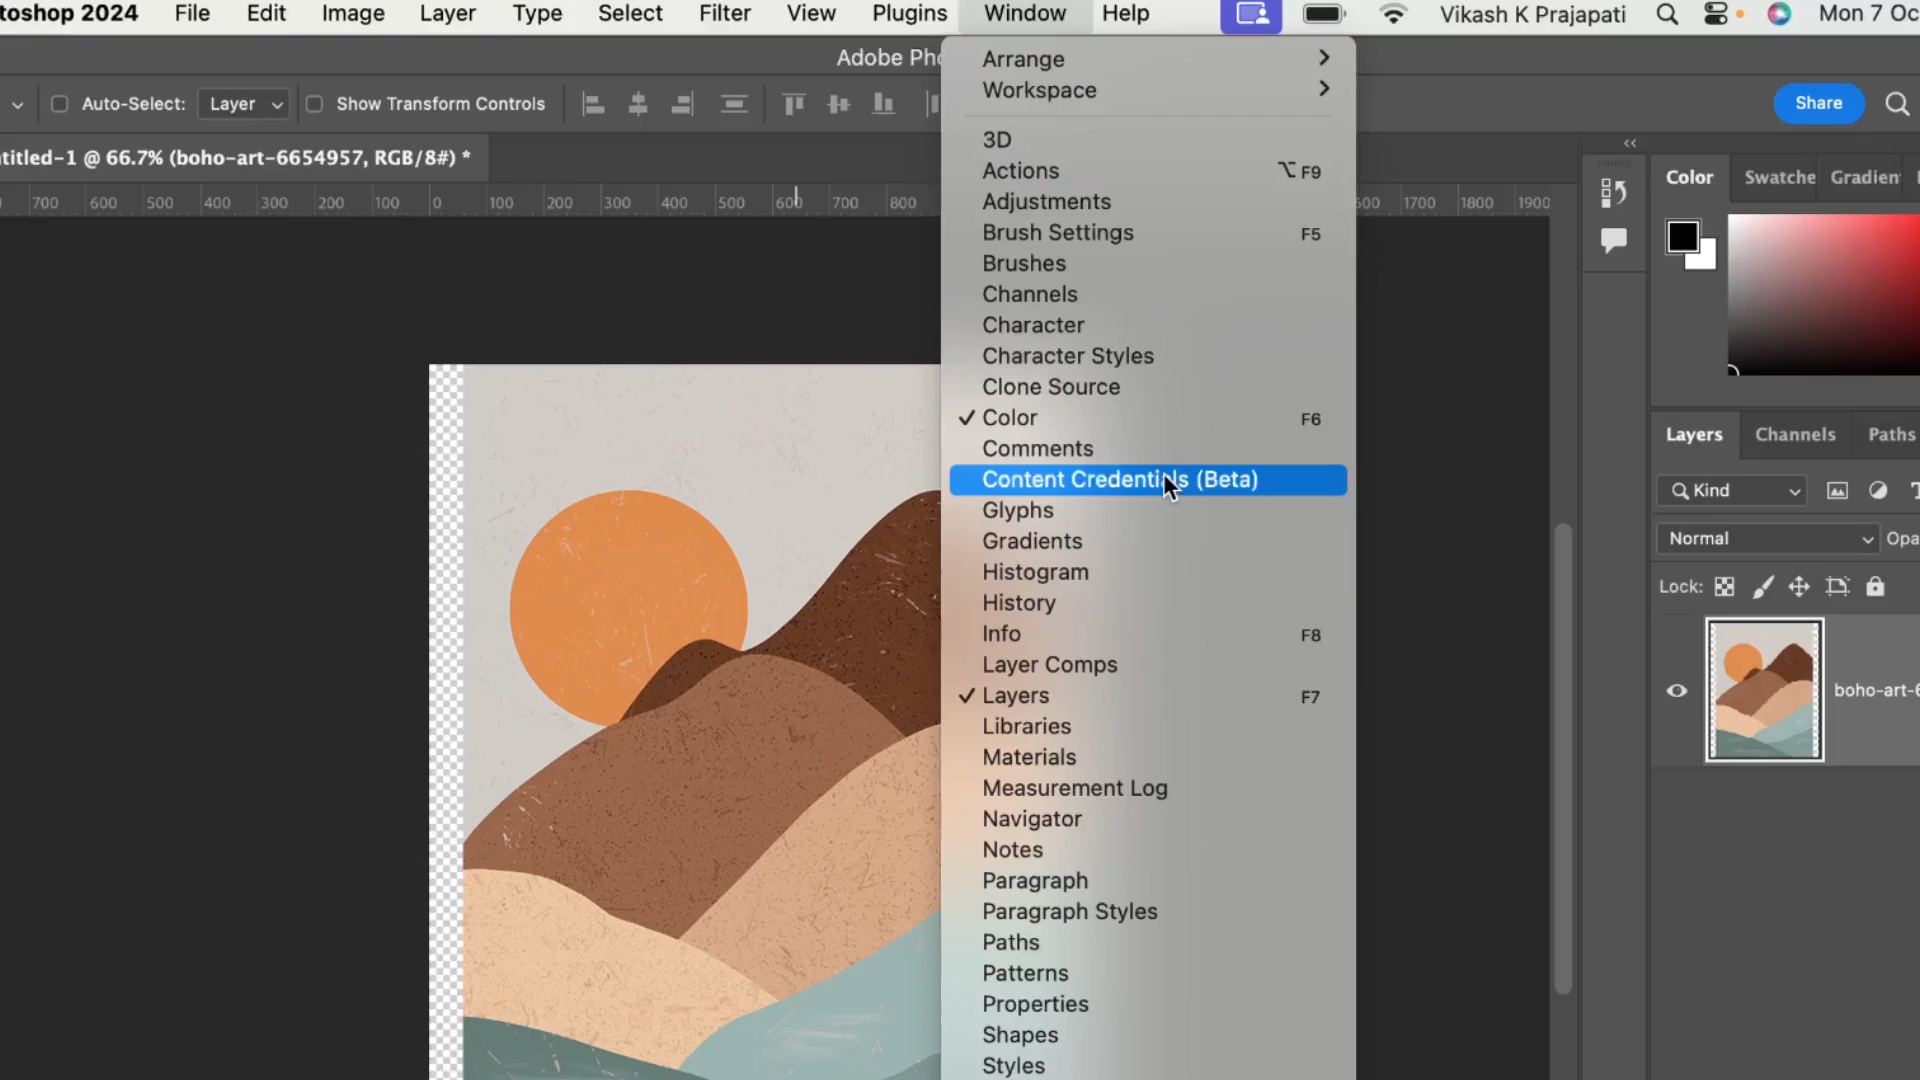 toshop 2024 File Edit Image Layer Type Select Filter View Plugins Window Help Vikash K Prajapati Mon 7 Oc
Adobe Pho
Auto-Select: Layer Show Transform Controls Share
titled-1 @ 66.7% (boho-art-6654957, RGB/8#) *
700 600 500 400 300 200 100 0 100 200 300 400 500 600 700 800 600 1700 1800 1900
Arrange
Workspace
3D
Actions ⌥ F9
Adjustments
Brush Settings F5
Brushes
Channels
Character
Character Styles
Clone Source
✓ Color F6
Comments
Content Credentials (Beta)
Glyphs
Gradients
Histogram
History
Info F8
Layer Comps
✓ Layers F7
Libraries
Materials
Measurement Log
Navigator
Notes
Paragraph
Paragraph Styles
Paths
Patterns
Properties
Shapes
Styles
Color Swatche Gradien
Layers Channels Paths
Kind
Normal Opa
Lock:
boho-art-6